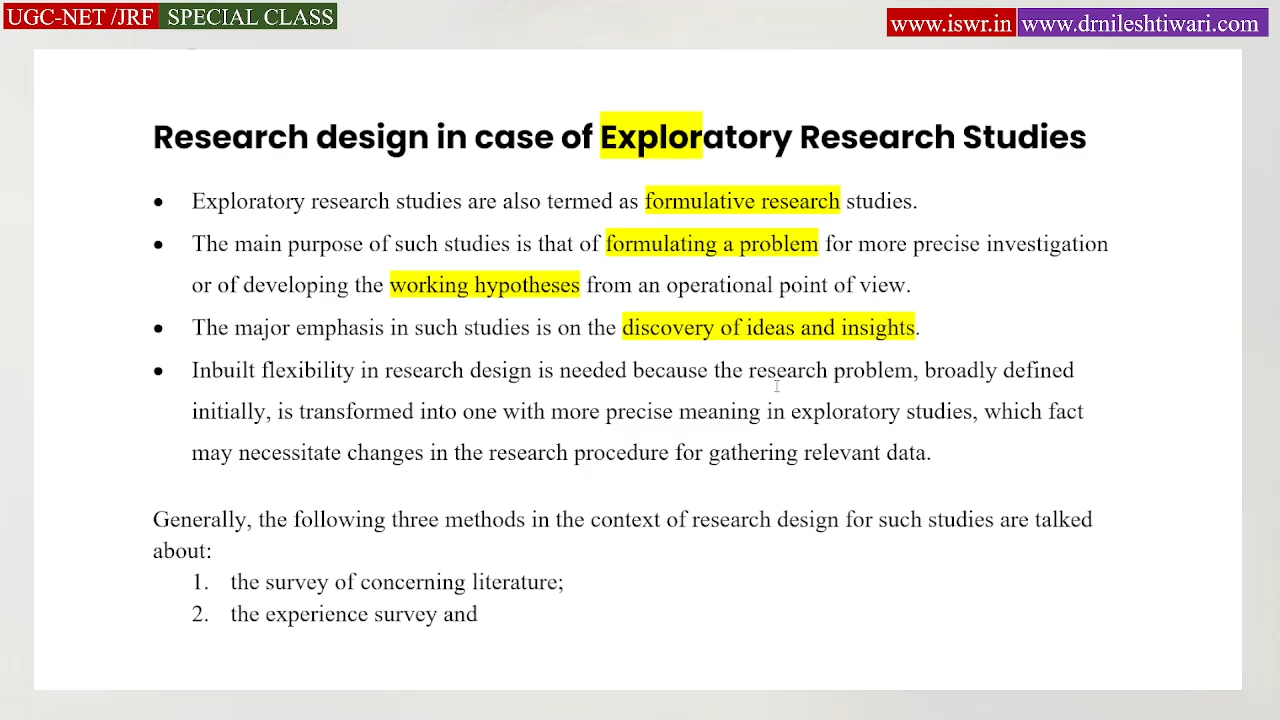 UGC-NET /JRF SPECIAL CLASS
www.iswr.in www.drnileshtiwari.com
Research design in case of Exploratory Research Studies
• Exploratory research studies are also termed as formulative research studies.
• The main purpose of such studies is that of formulating a problem for more precise investigation
or of developing the working hypotheses from an operational point of view.
• The major emphasis in such studies is on the discovery of ideas and insights.
• Inbuilt flexibility in research design is needed because the research problem, broadly defined
initially, is transformed into one with more precise meaning in exploratory studies, which fact
may necessitate changes in the research procedure for gathering relevant data.
Generally, the following three methods in the context of research design for such studies are talked
about:
1. the survey of concerning literature;
2. the experience survey and